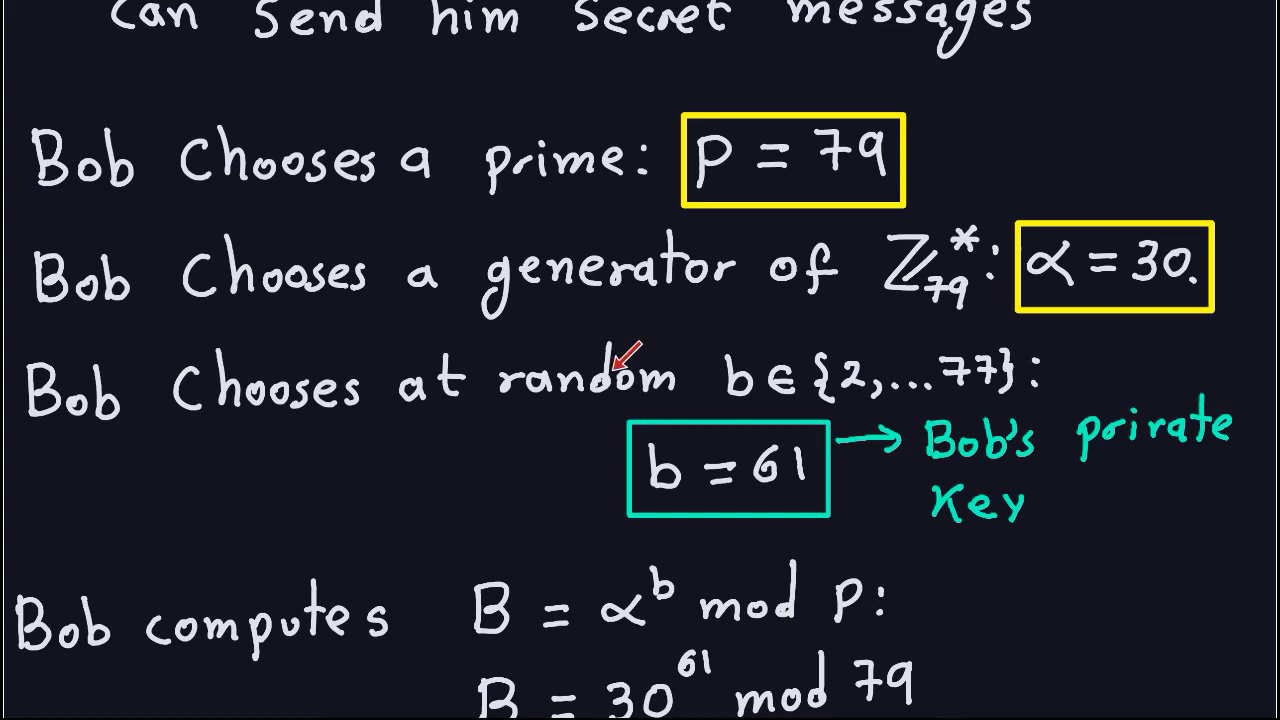 Can Send him Secret messages
Bob Chooses a prime: p = 79
Bob Chooses a generator of ℤ*₇₉: α = 30.
Bob Chooses at random b ∈ {2,...77}:
b = 61 → Bob's private
Key
Bob computes B = α^b mod p:
B = 30^61 mod 79